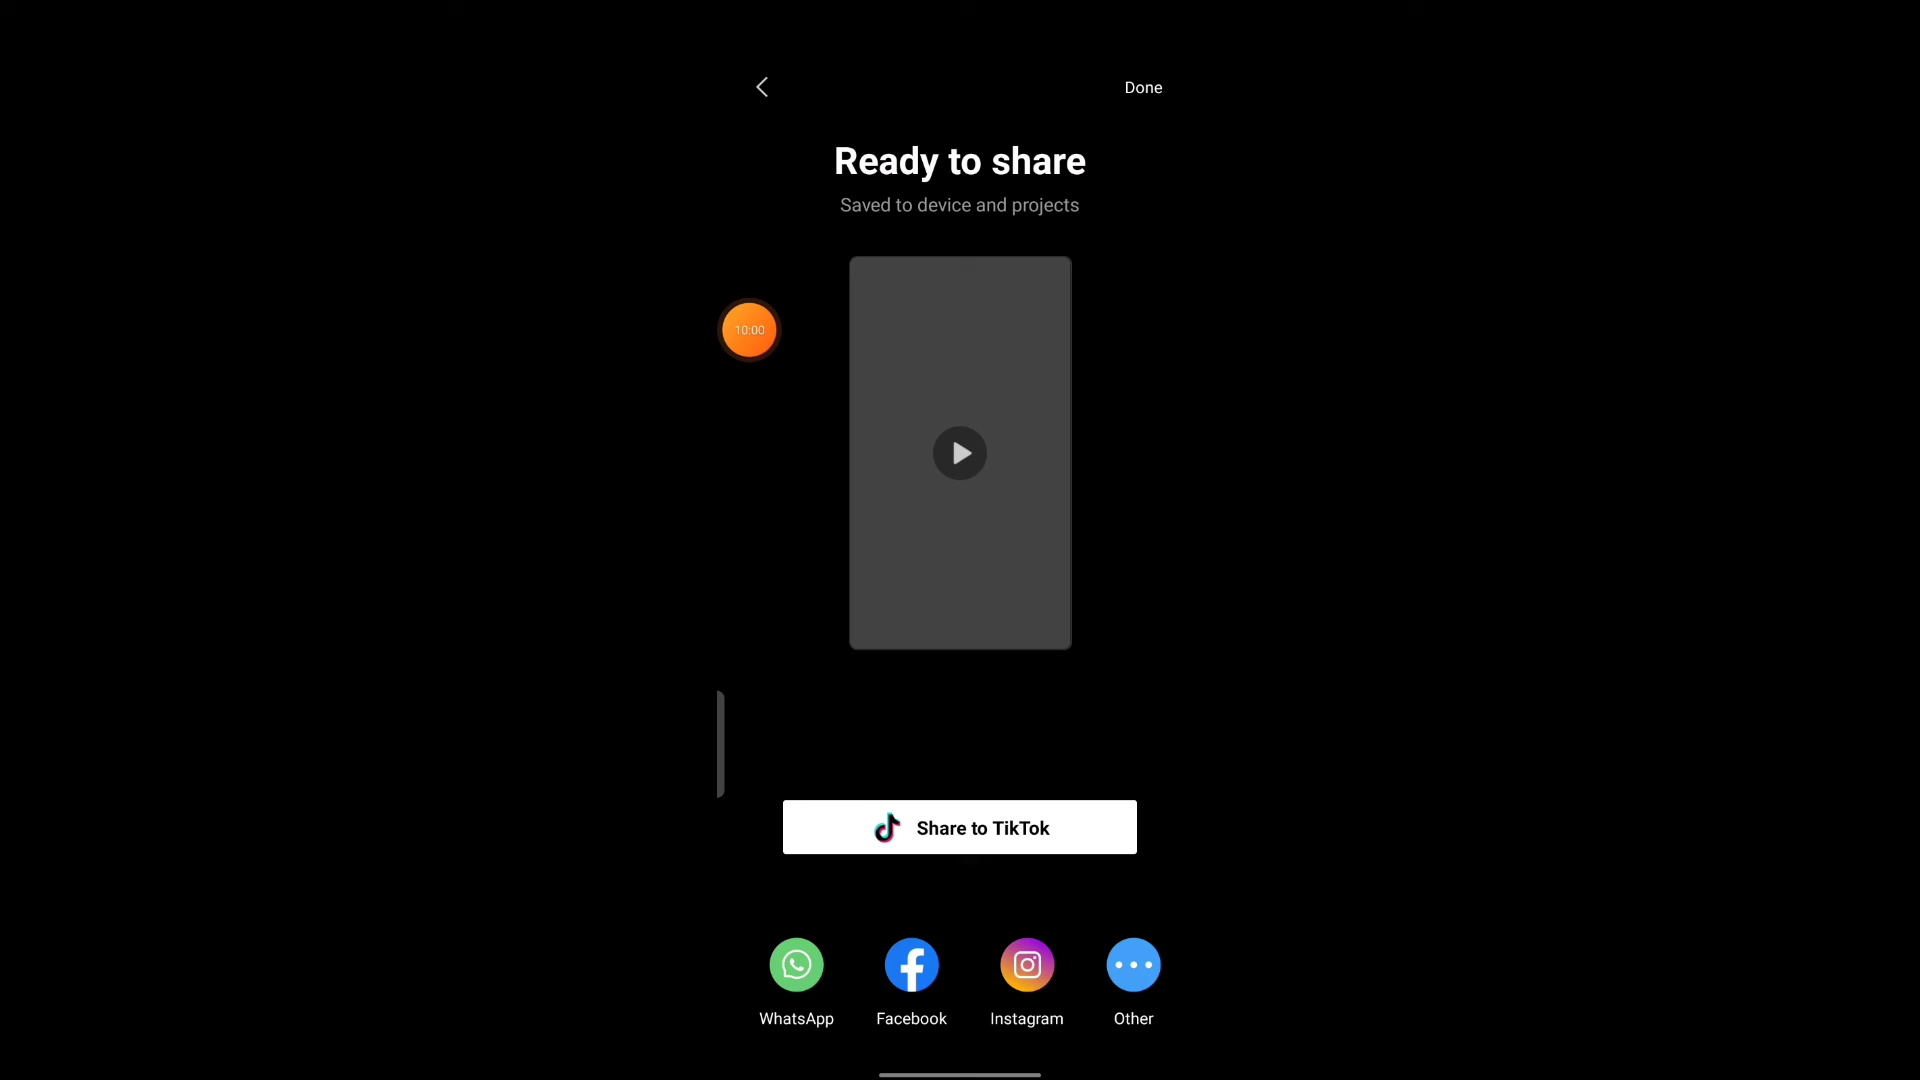 Done
Ready to share
Saved to device and projects
10:00
Share to TikTok
WhatsApp
Facebook
Instagram
Other